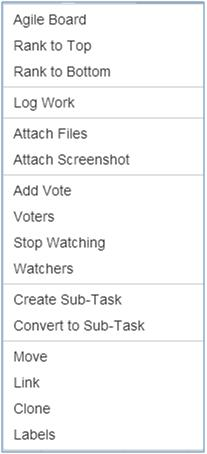 Agile Board
Rank to Top
Rank to Bottom
Log Work
Attach Files
Attach Screenshot
Add Vote
Voters
Stop Watching
Watchers
Create Sub-Task
Convert to Sub-Task
Move
Link
Clone
Labels